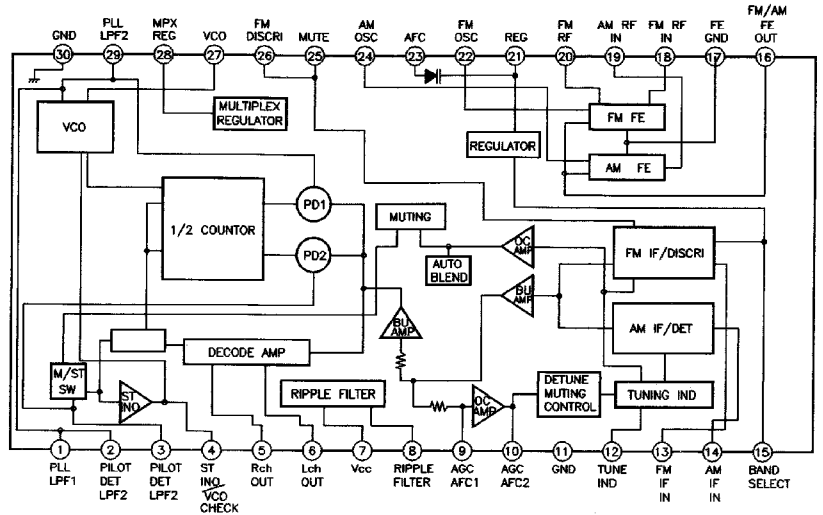 GND
PLL
LPF2
MPX
REG
VCO
FM
DISCRI
MUTE
AM
OSC
AFC
FM
OSC
REG
FM
RF
AM RF
IN
FM RF
IN
FE
GND
FM/AM
FE
OUT
30
29
28
27
26
25
24
23
22
21
20
19
18
17
16
VCO
MULTIPLEX
REGULATOR
FM FE
REGULATOR
AM FE
1/2 COUNTOR
PD1
PD2
MUTING
AUTO
BLEND
OC
AMP
FM IF/DISCRI
BU
AMP
BU
AMP
AM IF/DET
DECODE AMP
M/ST
SW
ST
INO
RIPPLE FILTER
OC
AMP
DETUNE
MUTING
CONTROL
TUNING IND
1
2
3
4
5
6
7
8
9
10
11
12
13
14
15
PLL
LPF1
PILOT
DET
LPF2
PILOT
DET
LPF2
ST
INO
VCO
CHECK
Rch
OUT
Lch
OUT
Vcc
RIPPLE
FILTER
AGC
AFC1
AGC
AFC2
GND
TUNE
IND
FM
IF
IN
AM
IF
IN
BAND
SELECT